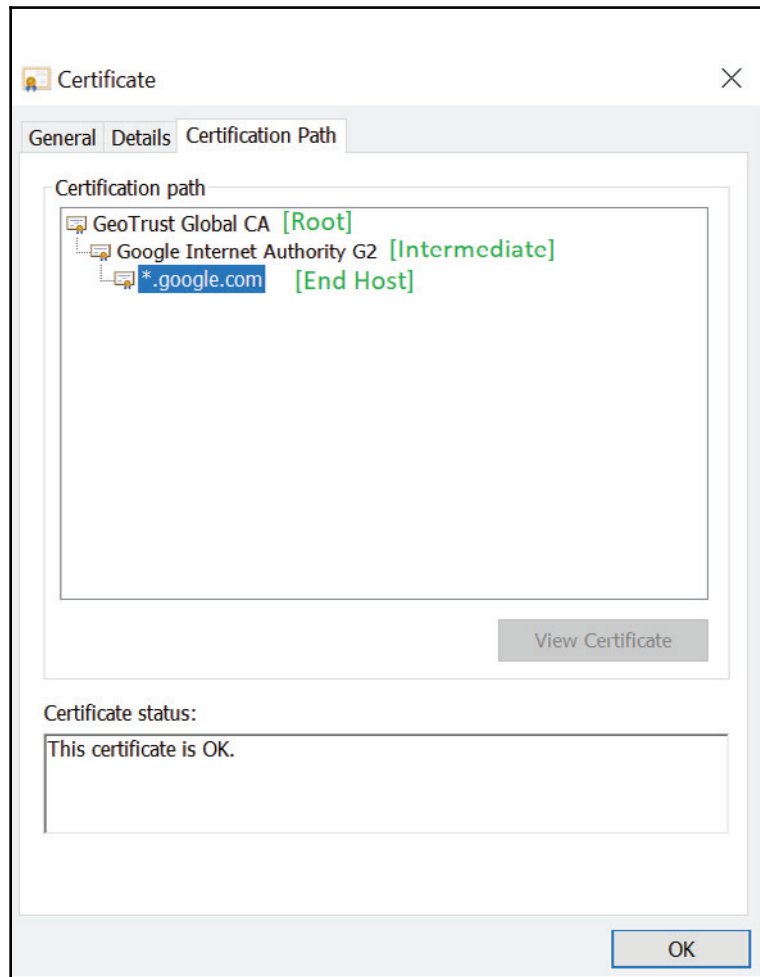 Certificate
General Details Certification Path
Certification path
GeoTrust Global CA [Root]
Google Internet Authority G2 [Intermediate]
*.google.com [End Host]
View Certificate
Certificate status:
This certificate is OK.
OK